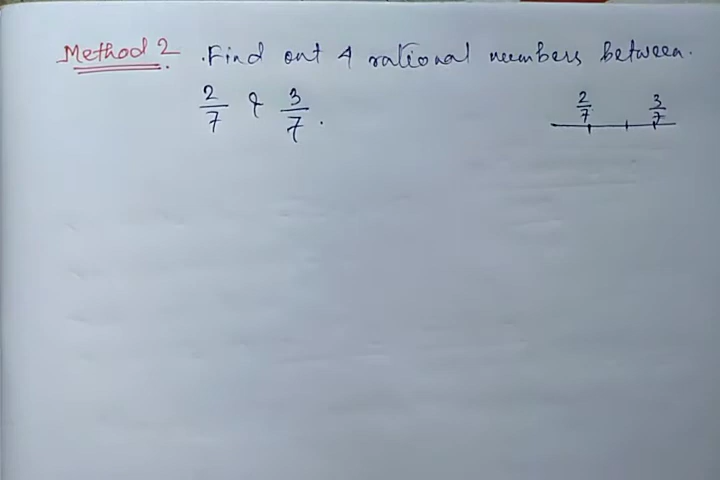 Method 2 . Find out 4 rational numbers between.
2/7 & 3/7 .
2/7 3/7